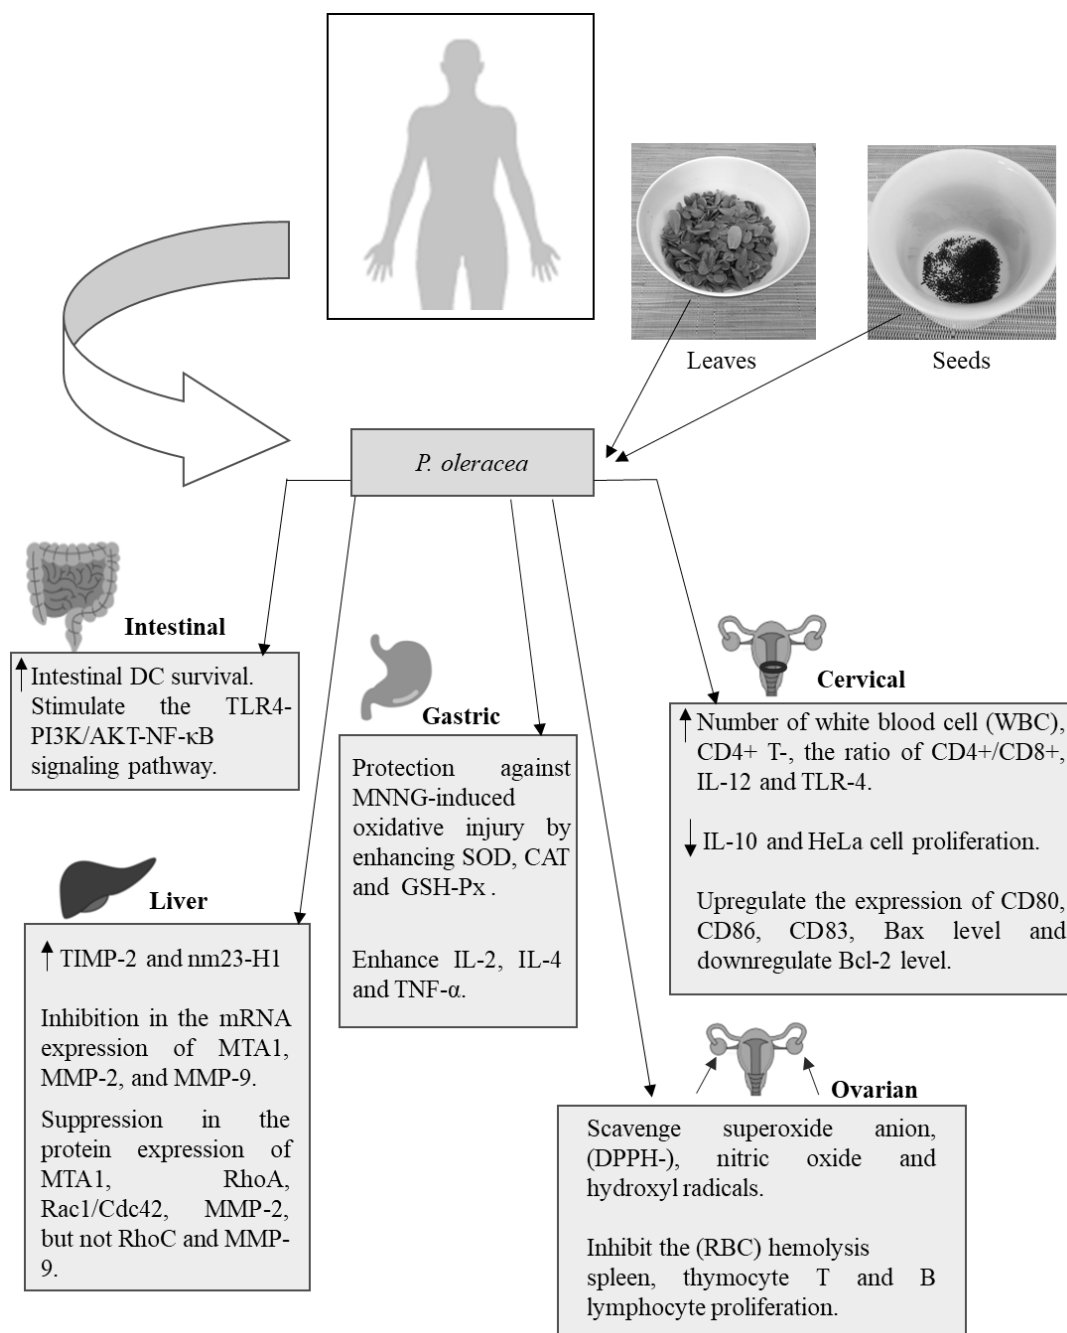 Leaves
Seeds
P. oleracea
Intestinal
Intestinal DC survival.
Stimulate the TLR4-
PI3K/AKT-NF-κB
signaling pathway.
Gastric
Protection against
MNNG-induced
oxidative injury by
enhancing SOD, CAT
and GSH-Px .
Enhance IL-2, IL-4
and TNF-α.
Cervical
Number of white blood cell (WBC),
CD4+ T-, the ratio of CD4+/CD8+,
IL-12 and TLR-4.
IL-10 and HeLa cell proliferation.
Upregulate the expression of CD80,
CD86, CD83, Bax level and
downregulate Bcl-2 level.
Liver
TIMP-2 and nm23-H1
Inhibition in the mRNA
expression of MTA1,
MMP-2, and MMP-9.
Suppression in the
protein expression of
MTA1, RhoA,
Rac1/Cdc42, MMP-2,
but not RhoC and MMP-
9.
Ovarian
Scavenge superoxide anion,
(DPPH-), nitric oxide and
hydroxyl radicals.
Inhibit the (RBC) hemolysis
spleen, thymocyte T and B
lymphocyte proliferation.